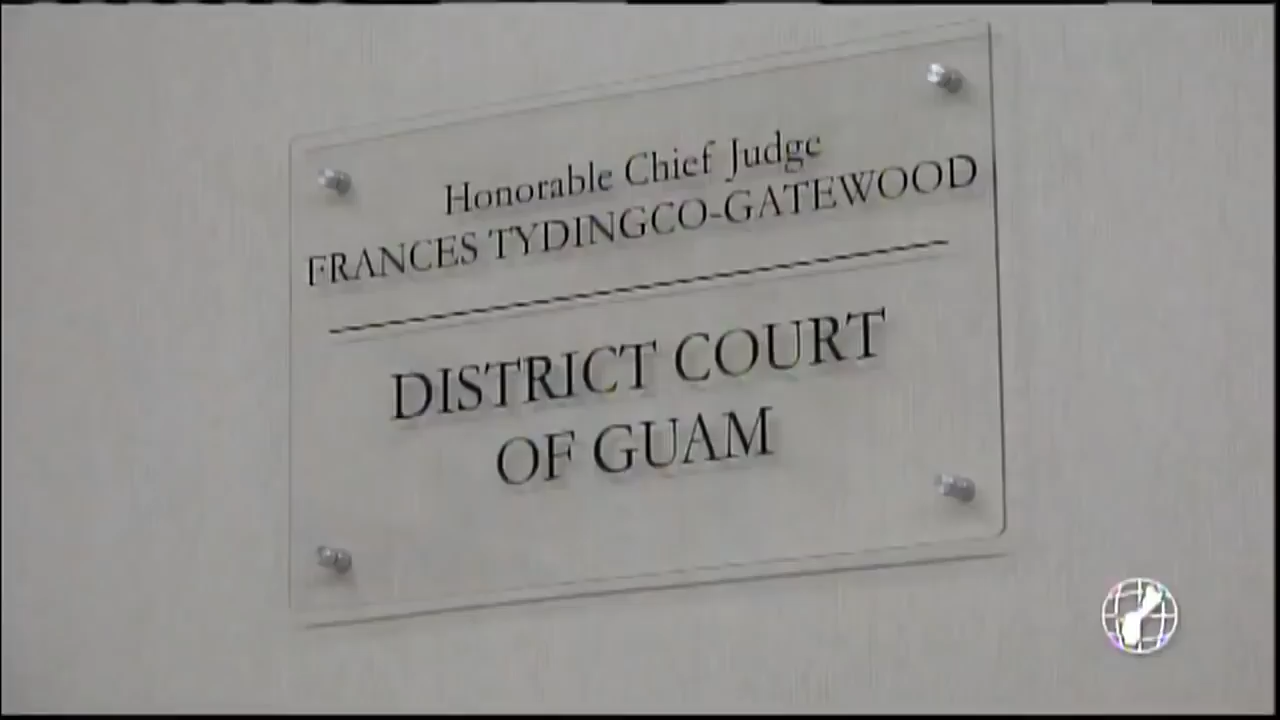 Honorable Chief Judge
FRANCES TYDINGCO-GATEWOOD
DISTRICT COURT
OF GUAM